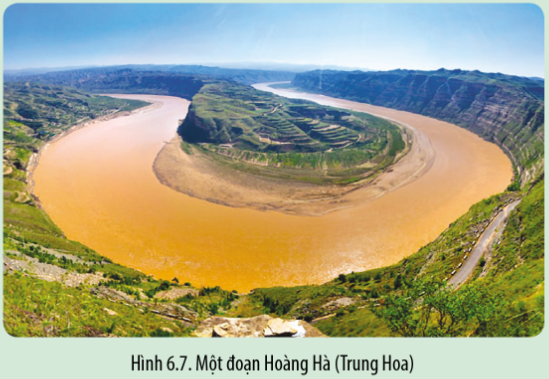 Hình 6.7. Một đoạn Hoàng Hà (Trung Hoa)